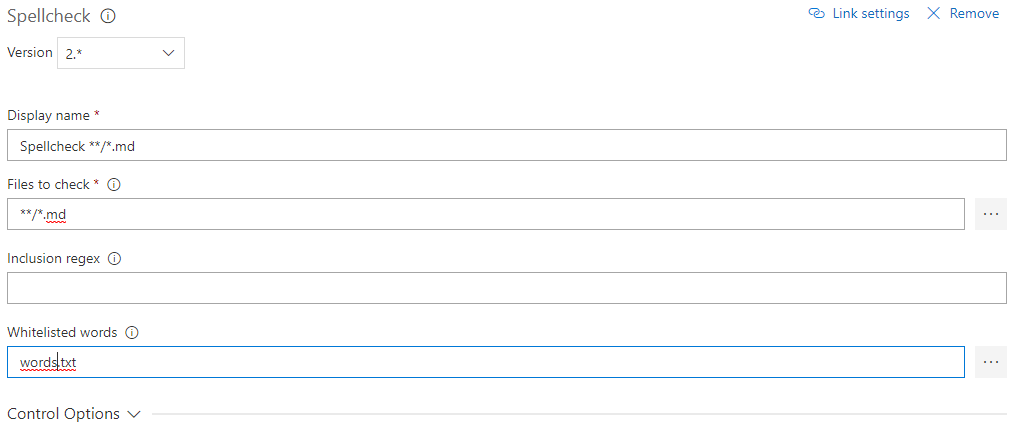 Spellcheck
Link settings
Remove
Version
2.*
Display name *
Spellcheck **/*.md
Files to check *
**/*.md
...
Inclusion regex
Whitelisted words
words.txt
...
Control Options